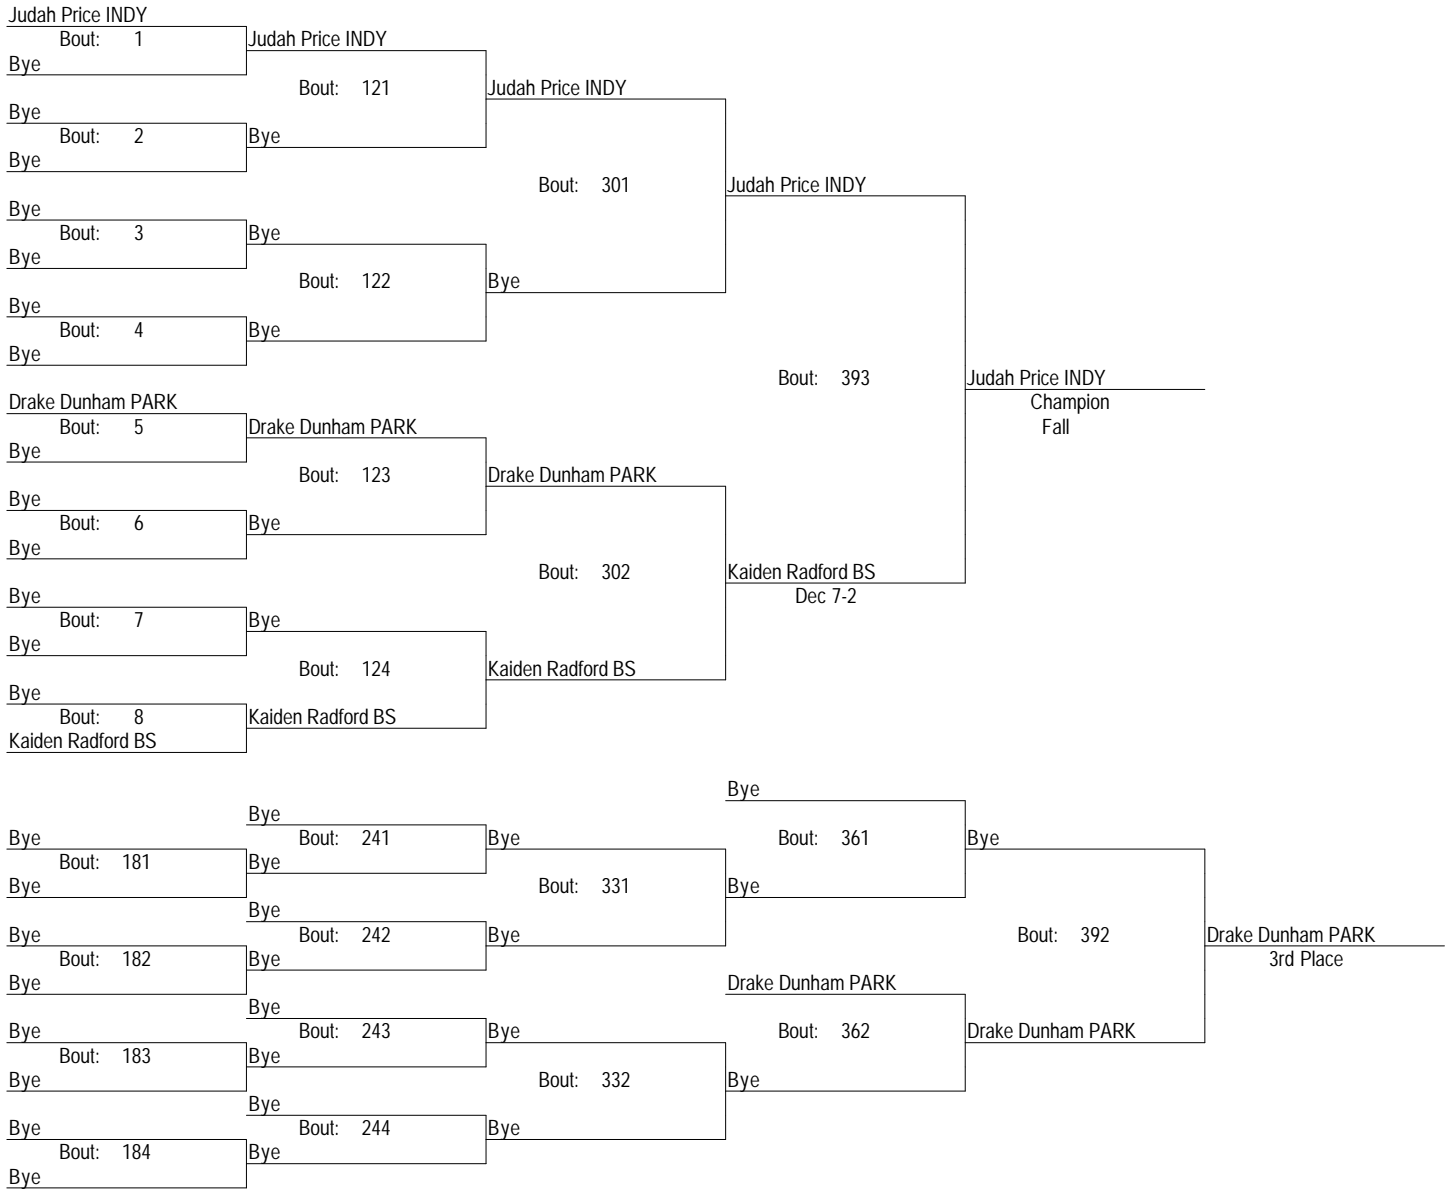 Judah Price INDY
Bout: 1 Judah Price INDY
Bye
Bout: 121 Judah Price INDY
Bye
Bout: 2 Bye
Bye
Bout: 301 Judah Price INDY
Bye
Bout: 3 Bye
Bye
Bout: 122 Bye
Bye
Bout: 4 Bye
Bye
Bout: 393 Judah Price INDY
Drake Dunham PARK Champion
Bout: 5 Drake Dunham PARK Fall
Bye
Bout: 123 Drake Dunham PARK
Bye
Bout: 6 Bye
Bye
Bout: 302 Kaiden Radford BS
Bye Dec 7-2
Bout: 7 Bye
Bye
Bout: 124 Kaiden Radford BS
Bye
Bout: 8 Kaiden Radford BS
Kaiden Radford BS
Bye
Bye
Bye Bout: 241 Bye Bout: 361 Bye
Bout: 181 Bye
Bye Bout: 331 Bye
Bye
Bye Bout: 242 Bye Bout: 392 Drake Dunham PARK
Bout: 182 Bye 3rd Place
Bye Drake Dunham PARK
Bye
Bye Bout: 243 Bye Bout: 362 Drake Dunham PARK
Bout: 183 Bye
Bye Bout: 332 Bye
Bye
Bye Bout: 244 Bye
Bout: 184 Bye
Bye